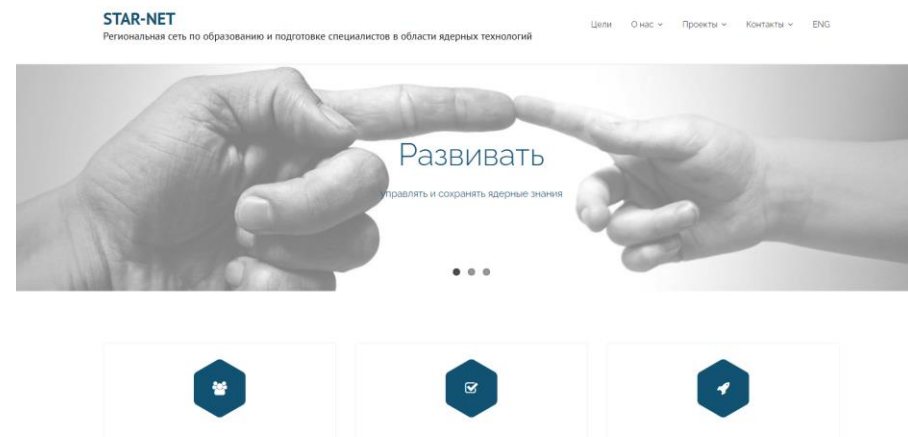 STAR-NET
Региональная сеть по образованию и подготовке специалистов в области ядерных технологий
Цели О нас Проекты Контакты ENG
Развивать
управлять и сохранять ядерные знания